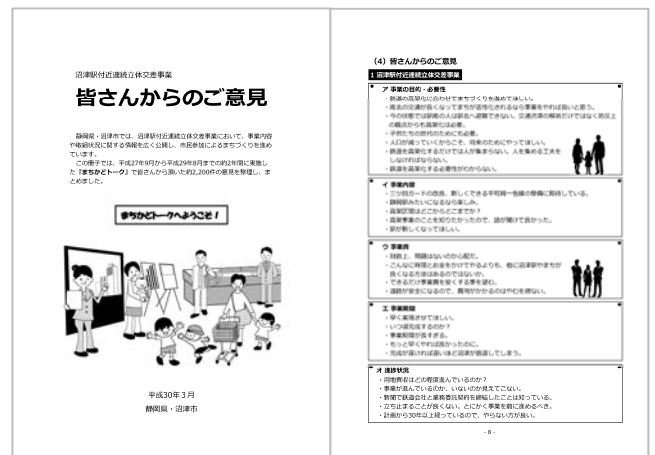 沼津駅付近連続立体交差事業
皆さんからのご意見
静岡県・沼津市では、沼津駅付近連続立体交差事業において、事業内容
や取組状況に関する情報を広く公開し、市民参加によるまちづくりを進め
ています。
この冊子では、平成27年9月から平成29年8月までの約2年間に実施し
た『まちかどトーク』で皆さんから頂いた約2,200件の意見を整理し、ま
とめました。
まちかどトークへようこそ!
平成30年3月
静岡県・沼津市
(4)皆さんからのご意見
1 沼津駅付近連続立体交差事業
ア 事業の目的・必要性
・鉄道の高架化に合わせてまちづくりを進めてほしい。
・南北の交通が良くなってまちが活性化されるなら事業をやれば良いと思う。
・今の状態では駅南の人は駅北へ避難できない。交通渋滞の解消だけではなく防災上
の観点からも高架化は必要。
・子供たちの世代のためにも必要。
・人口が減っていくからこそ、将来のためにやってほしい。
・鉄道を高架化するだけでは人が集まらない。人を集める工夫を
しなければならない。
・鉄道を高架化する必要性がわからない。
イ 事業内容
・三つ目ガードの改良、新しくできる平町岡一色線の整備に期待している。
・静岡駅みたいになるなら楽しみ。
・高架区間はどこからどこまでか?
・高架事業のことを知りたかったので、話が聞けて良かった。
・駅が新しくなってほしい。
ウ 事業費
・財政上、問題はないのか心配だ。
・こんなに時間とお金をかけてやるよりも、他に沼津駅やまちが
良くなる方法はあるのではないか。
・できるだけ事業費を安くする事を望む。
・道路が安全になるので、費用がかかるのはやむを得ない。
エ 事業期間
・早く実現させてほしい。
・いつ頃完成するのか?
・事業期間が長すぎる。
・もっと早くやれば良かったのに。
・完成が遅ければ遅いほど沼津が衰退してしまう。
オ 進捗状況
・用地買収はどの程度進んでいるのか?
・事業が進んでいるのか、いないのか見えてこない。
・新聞で鉄道会社と業務委託契約を締結したことは知っている。
・立ち止まることが良くない。とにかく事業を前に進めるべき。
・計画から30年以上経っているので、やらない方が良い。
- 8 -